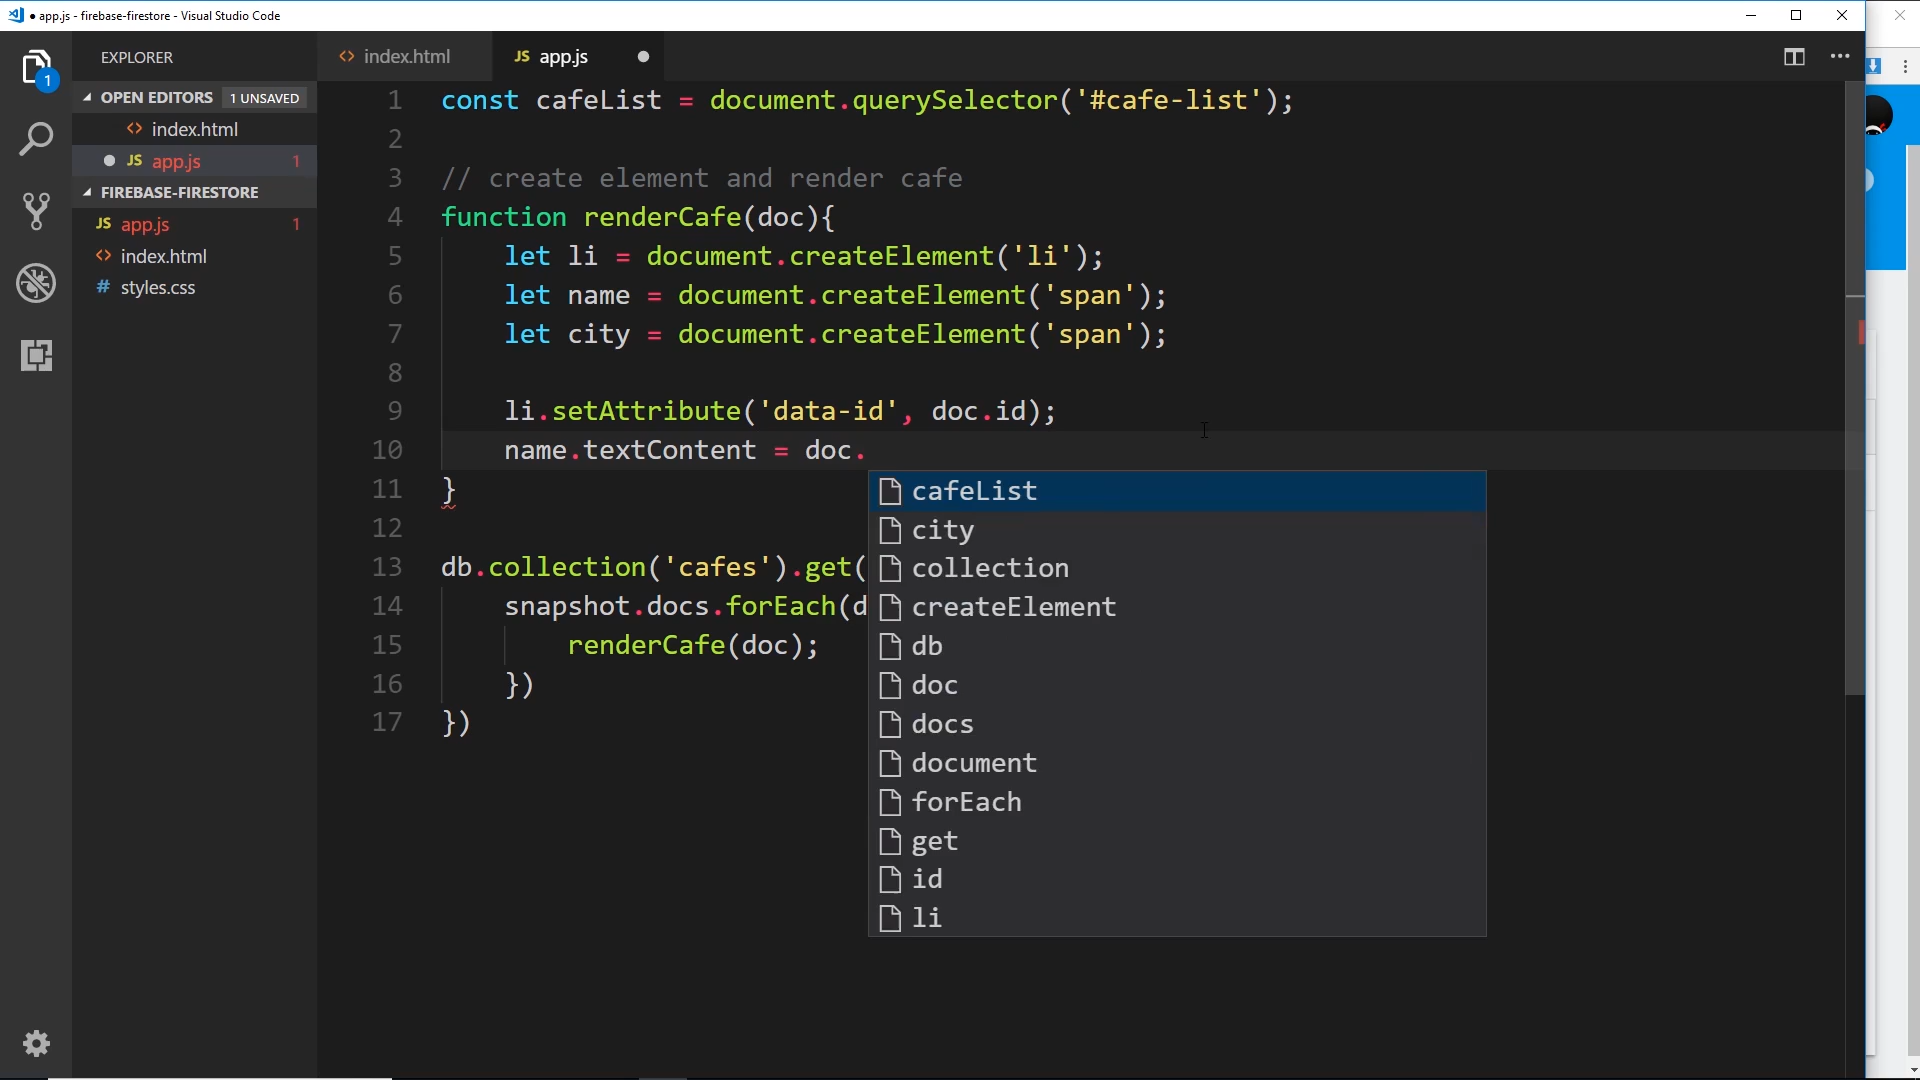 ● app.js - firebase-firestore - Visual Studio Code
EXPLORER
OPEN EDITORS 1 UNSAVED
index.html
JS app.js 1
FIREBASE-FIRESTORE
JS app.js 1
index.html
# styles.css
1
index.html
JS app.js
1 const cafeList = document.querySelector('#cafe-list');
2
3 // create element and render cafe
4 function renderCafe(doc){
5 let li = document.createElement('li');
6 let name = document.createElement('span');
7 let city = document.createElement('span');
8
9 li.setAttribute('data-id', doc.id);
10 name.textContent = doc.
11 }
12
13 db.collection('cafes').get(
14 snapshot.docs.forEach(d
15 renderCafe(doc);
16 })
17 })
cafeList
city
collection
createElement
db
doc
docs
document
forEach
get
id
li